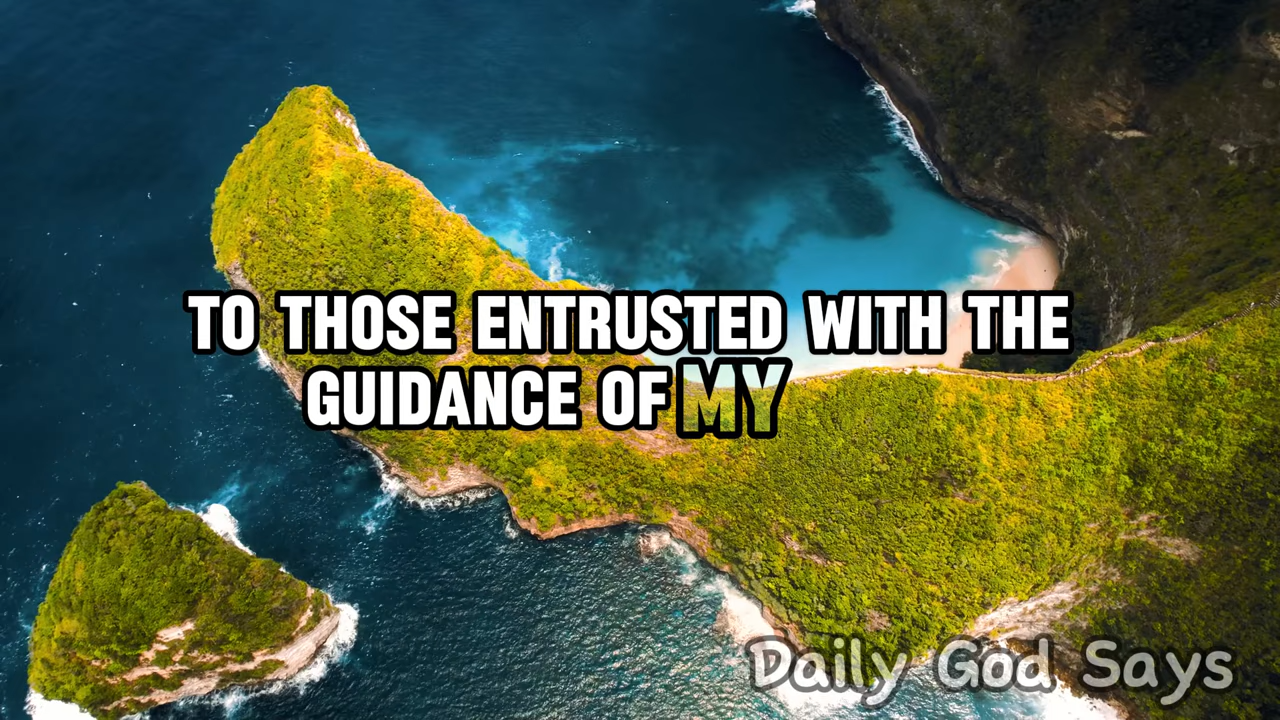 TO THOSE ENTRUSTED WITH THE
GUIDANCE OF MY
Daily God Says